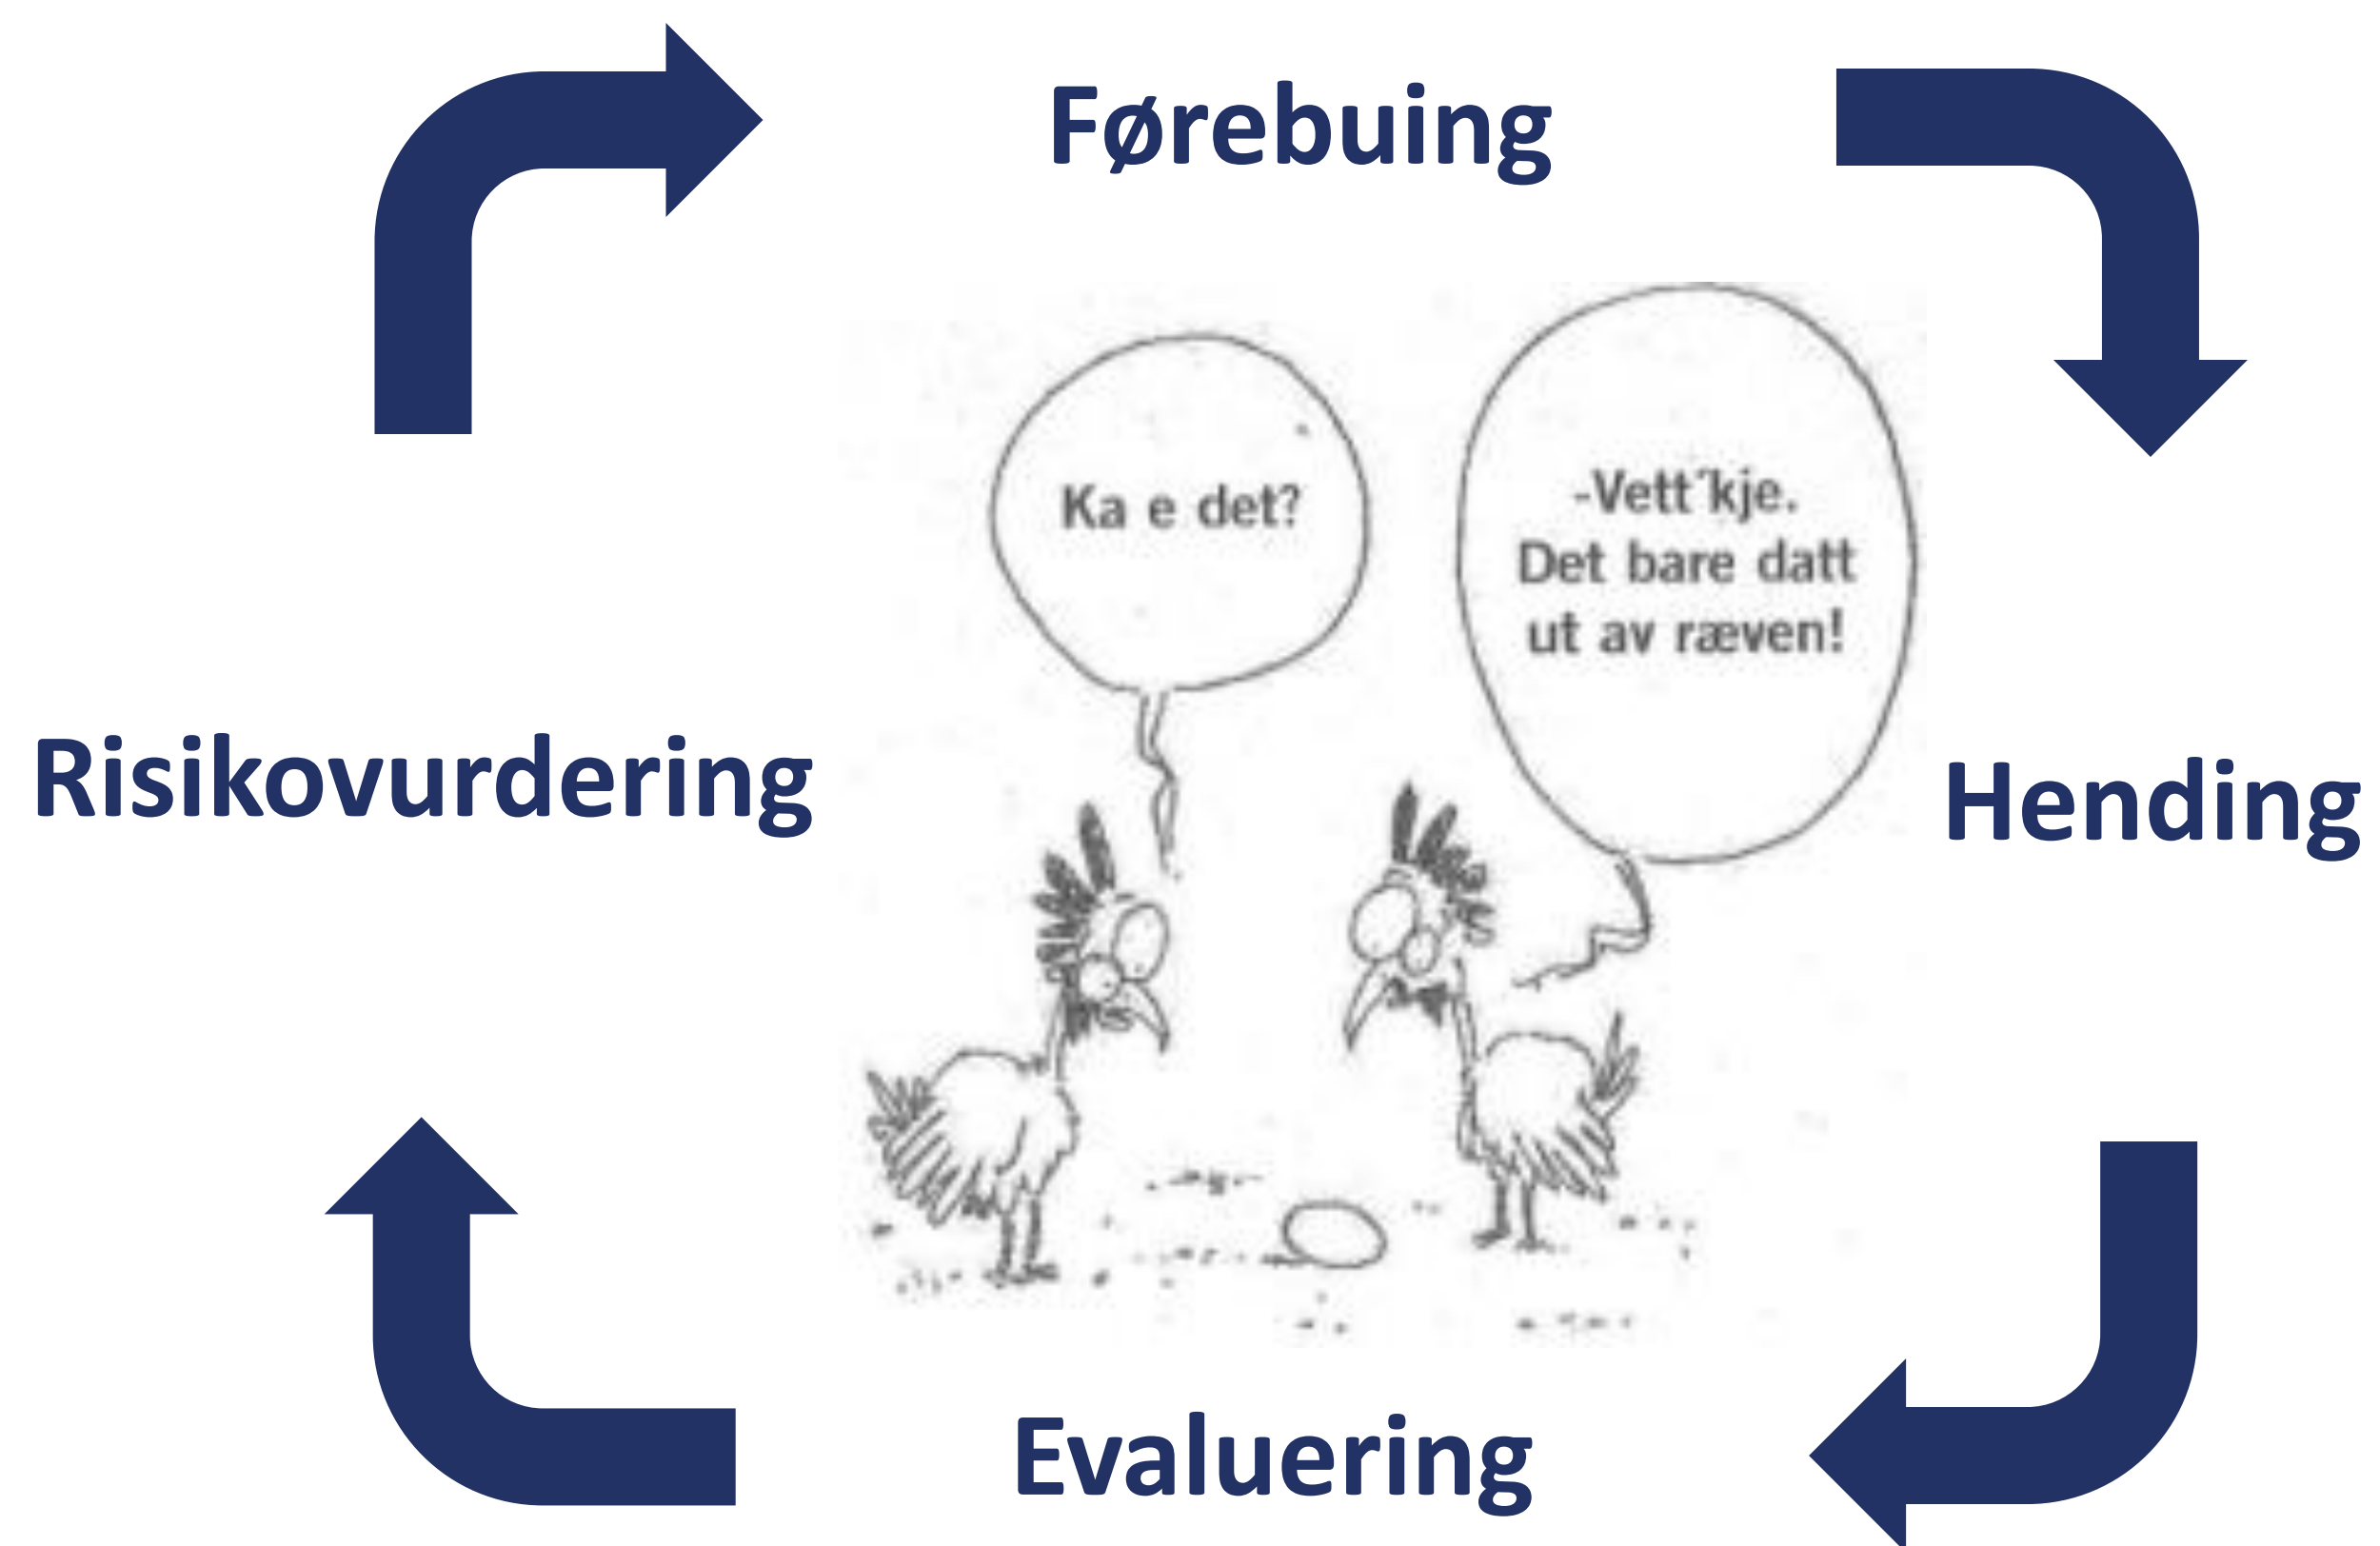 Førebuing
Ka e det?
-Vett´kje.
Det bare datt
ut av ræven!
Risikovurdering
Hending
Evaluering